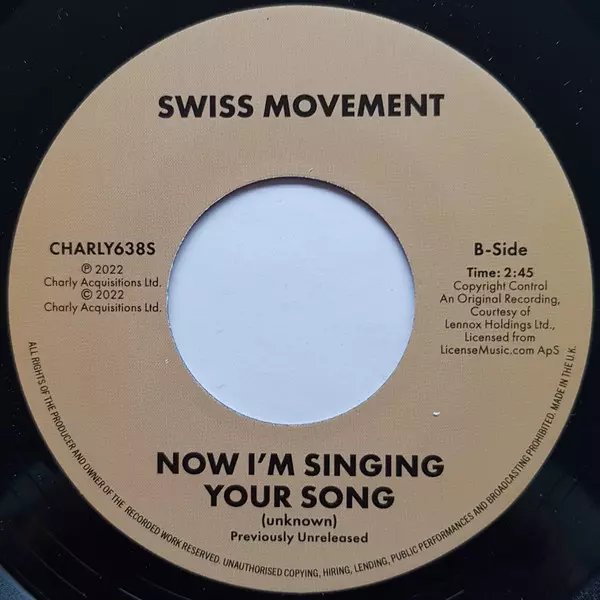 SWISS MOVEMENT
CHARLY638S
℗ 2022
Charly Acquisitions Ltd.
© 2022
Charly Acquisitions Ltd.
B-Side
Time: 2:45
Copyright Control
An Original Recording,
Courtesy of
Lennox Holdings Ltd.,
Licensed from
LicenseMusic.com ApS
NOW I'M SINGING
YOUR SONG
(unknown)
Previously Unreleased
ALL RIGHTS OF THE PRODUCER AND OWNER OF THE RECORDED WORK RESERVED. UNAUTHORISED COPYING, HIRING, LENDING, PUBLIC PERFORMANCES AND BROADCASTING PROHIBITED. MADE IN THE U.K.